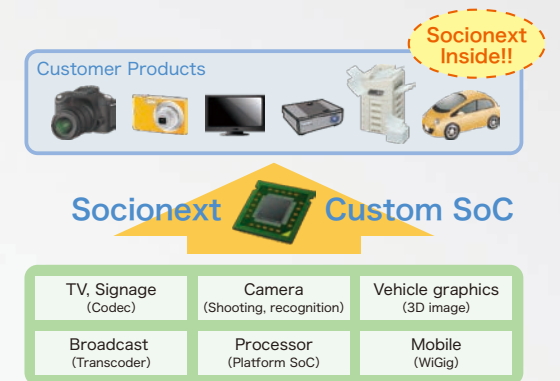 Socionext
Inside!!
Customer Products
Socionext Custom SoC
TV, Signage
(Codec)
Camera
(Shooting, recognition)
Vehicle graphics
(3D image)
Broadcast
(Transcoder)
Processor
(Platform SoC)
Mobile
(WiGig)